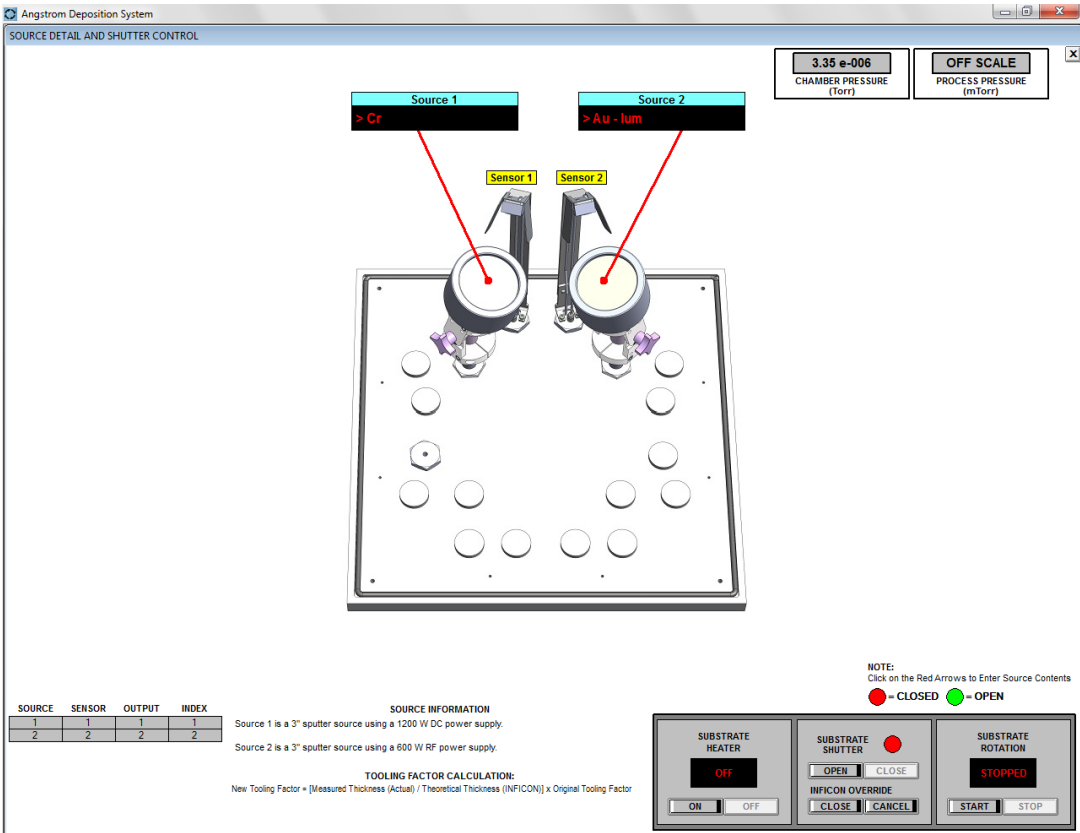 Angstrom Deposition System
SOURCE DETAIL AND SHUTTER CONTROL
X
3.35 e-006
CHAMBER PRESSURE
(Torr)
OFF SCALE
PROCESS PRESSURE
(mTorr)
Source 1
> Cr
Source 2
> Au - lum
Sensor 1
Sensor 2
NOTE:
Click on the Red Arrows to Enter Source Contents
= CLOSED
= OPEN
SOURCE SENSOR OUTPUT INDEX
1 1 1 1
2 2 2 2
SOURCE INFORMATION
Source 1 is a 3" sputter source using a 1200 W DC power supply.
Source 2 is a 3" sputter source using a 600 W RF power supply.
TOOLING FACTOR CALCULATION:
New Tooling Factor = [Measured Thickness (Actual) / Theoretical Thickness (INFICON)] x Original Tooling Factor
SUBSTRATE
HEATER
OFF
ON OFF
SUBSTRATE
SHUTTER
OPEN CLOSE
INFICON OVERRIDE
CLOSE CANCEL
SUBSTRATE
ROTATION
STOPPED
START STOP